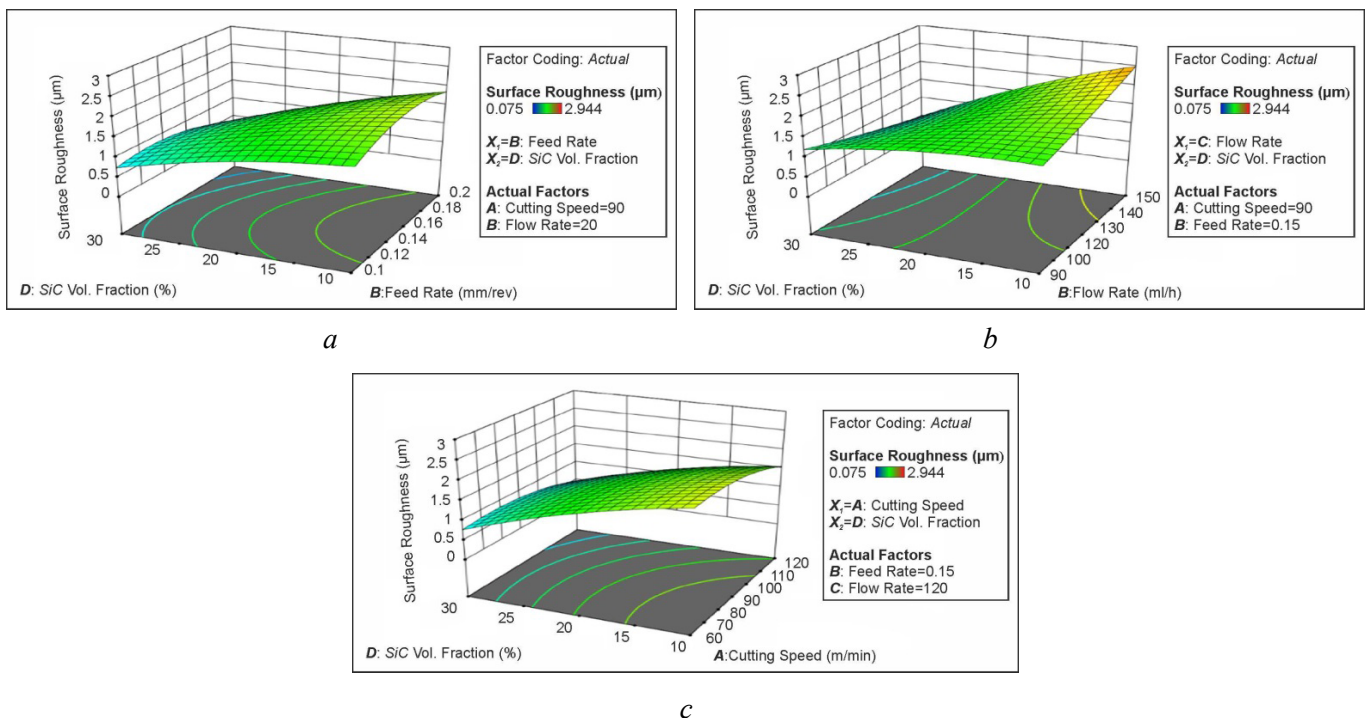 3
2.5
2
1.5
1
0.5
0
Surface Roughness (μm)
30
25
20
15
10
0.1
0.12
0.14
0.16
0.18
0.2
D: SiC Vol. Fraction (%)
B:Feed Rate (mm/rev)
Factor Coding: Actual
Surface Roughness (μm)
0.075 2.944
X₁=B: Feed Rate
X₂=D: SiC Vol. Fraction
Actual Factors
A: Cutting Speed=90
B: Flow Rate=20
a
3
2.5
2
1.5
1
0.5
0
Surface Roughness (μm)
30
25
20
15
10
90
100
120
130
140
150
D: SiC Vol. Fraction (%)
B:Flow Rate (ml/h)
Factor Coding: Actual
Surface Roughness (μm)
0.075 2.944
X₁=C: Flow Rate
X₂=D: SiC Vol. Fraction
Actual Factors
A: Cutting Speed=90
B: Feed Rate=0.15
b
3
2.5
2
1.5
1
0.5
0
Surface Roughness (μm)
30
25
20
15
10
60
70
80
90
100
110
120
D: SiC Vol. Fraction (%)
A:Cutting Speed (m/min)
Factor Coding: Actual
Surface Roughness (μm)
0.075 2.944
X₁=A: Cutting Speed
X₂=D: SiC Vol. Fraction
Actual Factors
B: Feed Rate=0.15
C: Flow Rate=120
c